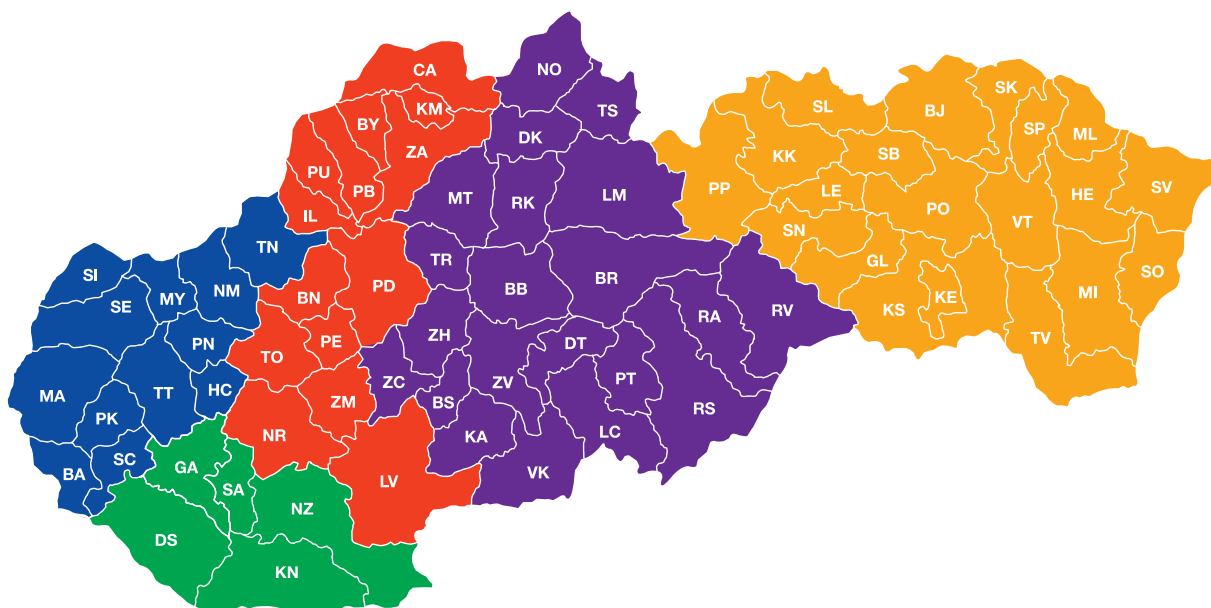 CA
NO
TS
KM
BY
DK
ZA
PU
PB
IL
MT
RK
LM
SL
BJ
SK
SP
ML
KK
SB
PP
LE
PO
HE
SV
VT
SN
GL
SO
KS
KE
MI
TV
TN
SI
SE
MY
NM
PN
MA
TT
HC
PK
BA
SC
BN
PD
TR
BB
BR
RV
RA
PE
TO
ZH
DT
ZC
ZV
PT
ZM
BS
RS
NR
KA
LC
VK
LV
GA
SA
NZ
DS
KN